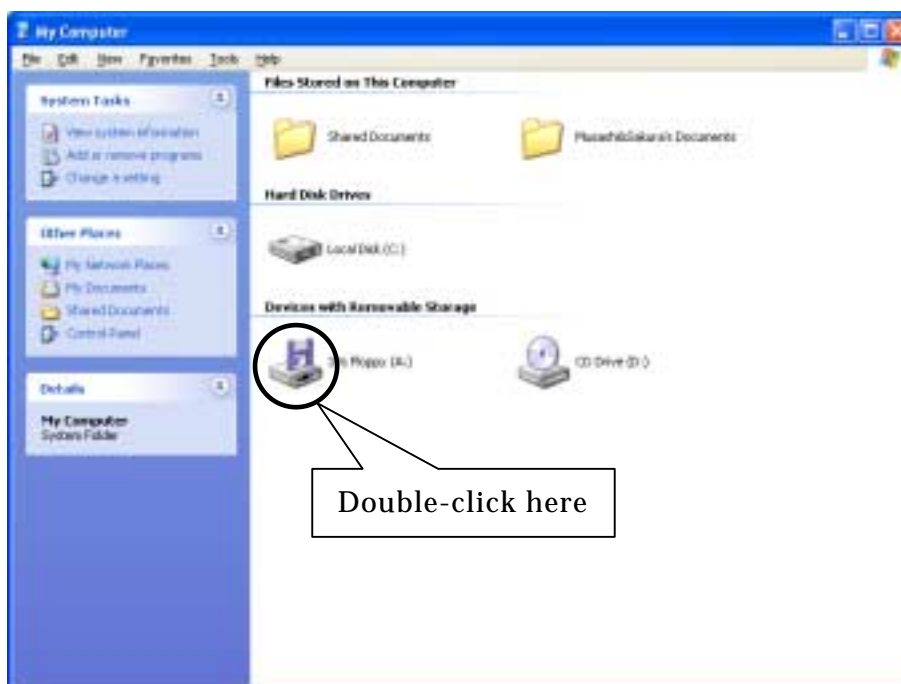 My Computer
File Edit View Favorites Tools Help
Files Stored on This Computer
System Tasks
View system information
Add or remove programs
Change a setting
Shared Documents
Documents
Hard Disk Drives
Local Disk (C:)
Other Places
My Network Places
My Documents
Shared Documents
Control Panel
Devices with Removable Storage
Floppy (A:)
CD Drive (D:)
Details
My Computer
System Folder
Double-click here